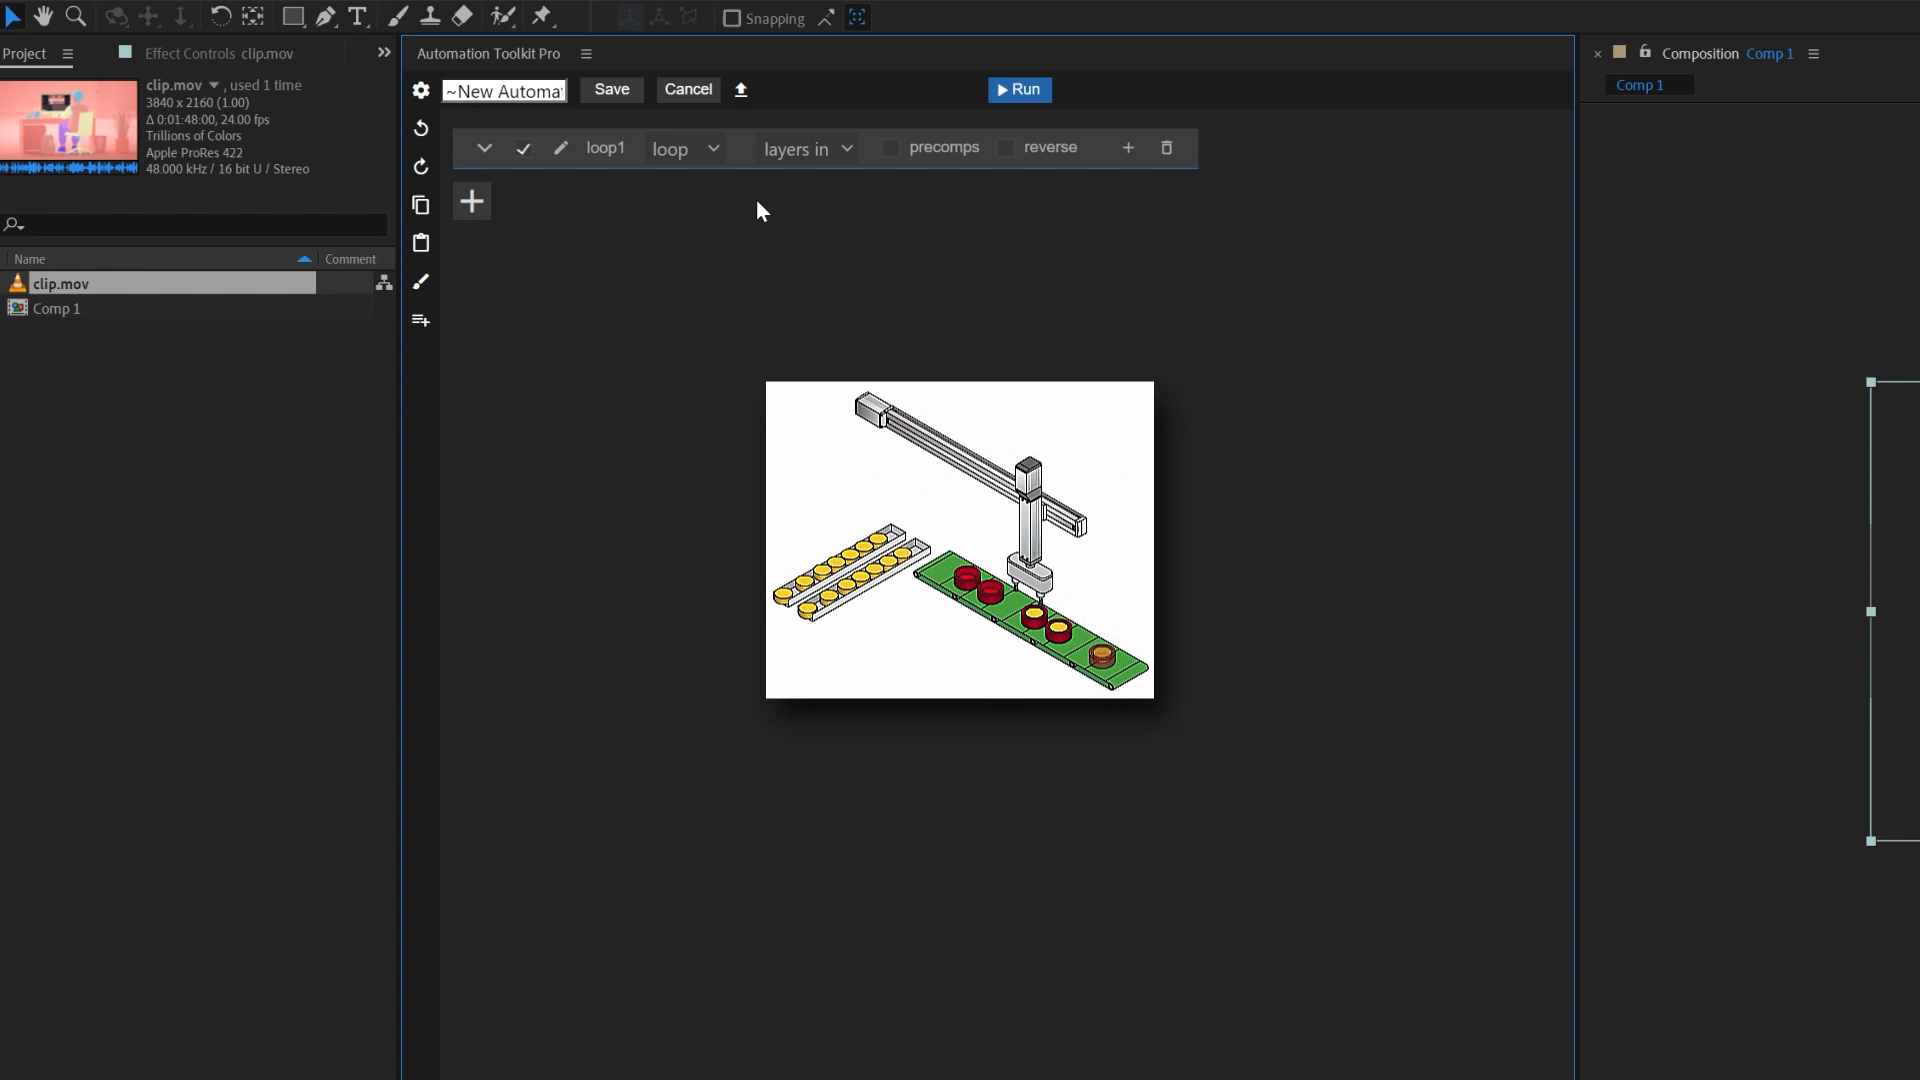 Snapping
Project
Effect Controls clip.mov
Automation Toolkit Pro
Composition Comp 1
clip.mov , used 1 time
3840 x 2160 (1.00)
Δ 0:01:48:00, 24.00 fps
Trillions of Colors
Apple ProRes 422
48.000 kHz / 16 bit U / Stereo
~New Automat
Save
Cancel
Run
Comp 1
loop1
loop
layers in
precomps
reverse
Name
Comment
clip.mov
Comp 1